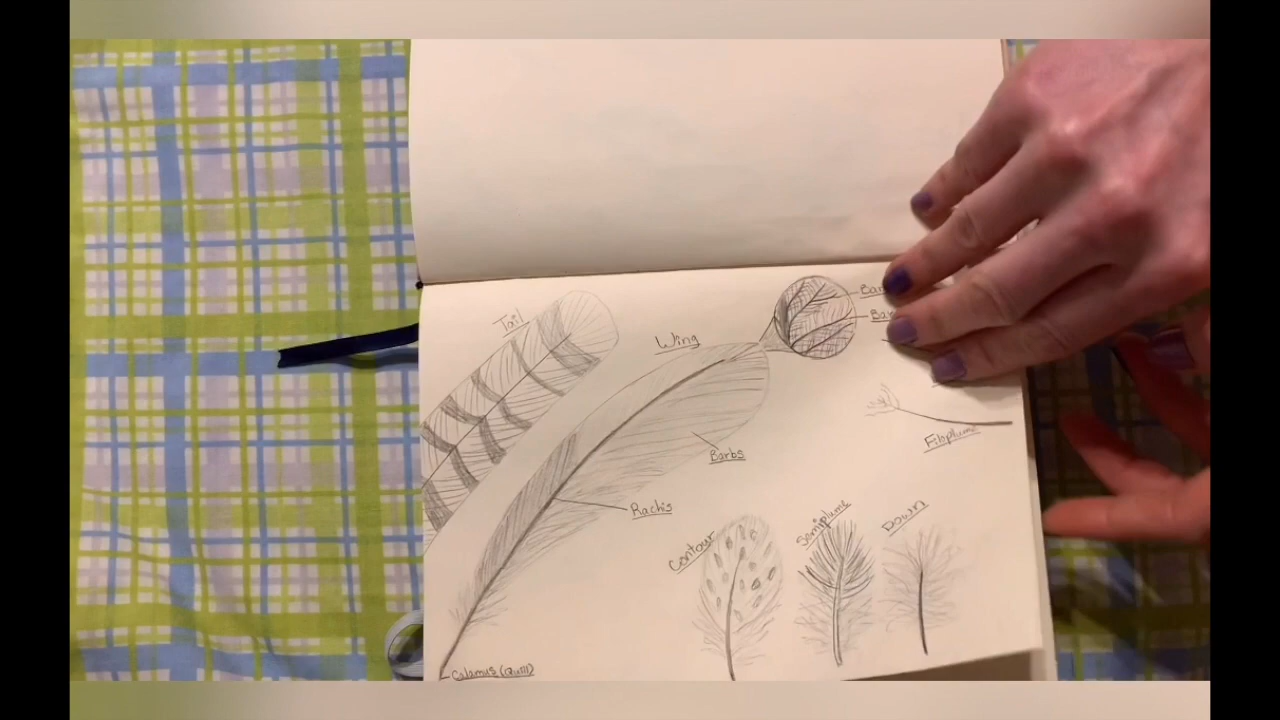 Tail
Wing
Barbs
Rachis
Filoplume
Contour
Semiplume
Down
Calamus (Quill)